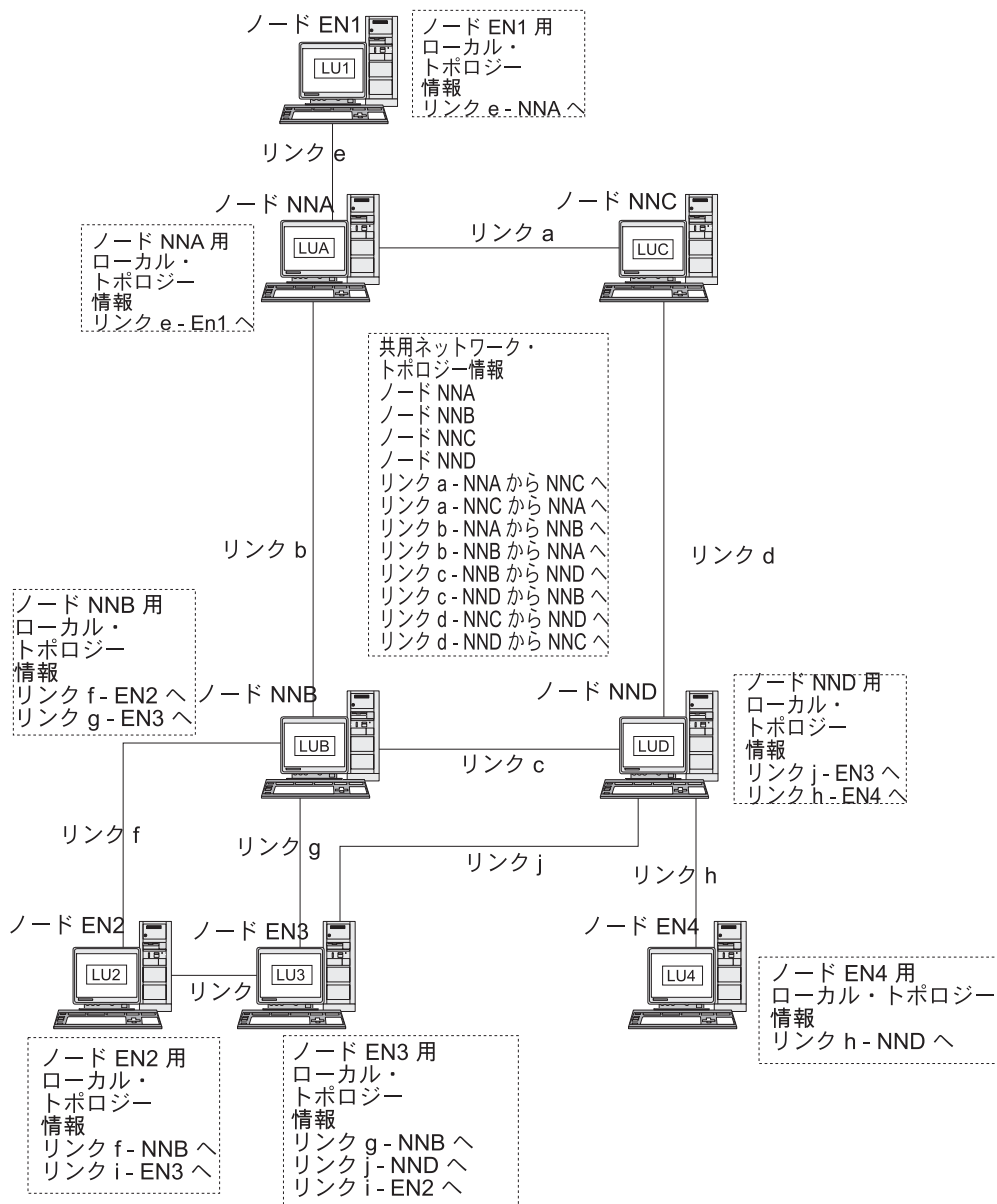 ノード EN1
LU1
ノード EN1 用
ローカル・
トポロジー
情報
リンク e - NNA へ
リンク e
ノード NNA
LUA
ノード NNC
LUC
リンク a
ノード NNA 用
ローカル・
トポロジー
情報
リンク e - En1 へ
共用ネットワーク・
トポロジー情報
ノード NNA
ノード NNB
ノード NNC
ノード NND
リンク a - NNA から NNC へ
リンク a - NNC から NNA へ
リンク b - NNA から NNB へ
リンク b - NNB から NNA へ
リンク c - NNB から NND へ
リンク c - NND から NNB へ
リンク d - NNC から NND へ
リンク d - NND から NNC へ
リンク b
リンク d
ノード NNB 用
ローカル・
トポロジー
情報
リンク f - EN2 へ
リンク g - EN3 へ
ノード NNB
LUB
ノード NND
LUD
リンク c
ノード NND 用
ローカル・
トポロジー
情報
リンク j - EN3 へ
リンク h - EN4 へ
リンク f
リンク g
リンク j
リンク h
ノード EN2
LU2
リンク
ノード EN3
LU3
ノード EN4
LU4
ノード EN4 用
ローカル・トポロジー
情報
リンク h - NND へ
ノード EN2 用
ローカル・
トポロジー
情報
リンク f - NNB へ
リンク i - EN3 へ
ノード EN3 用
ローカル・
トポロジー
情報
リンク g - NNB へ
リンク j - NND へ
リンク i - EN2 へ